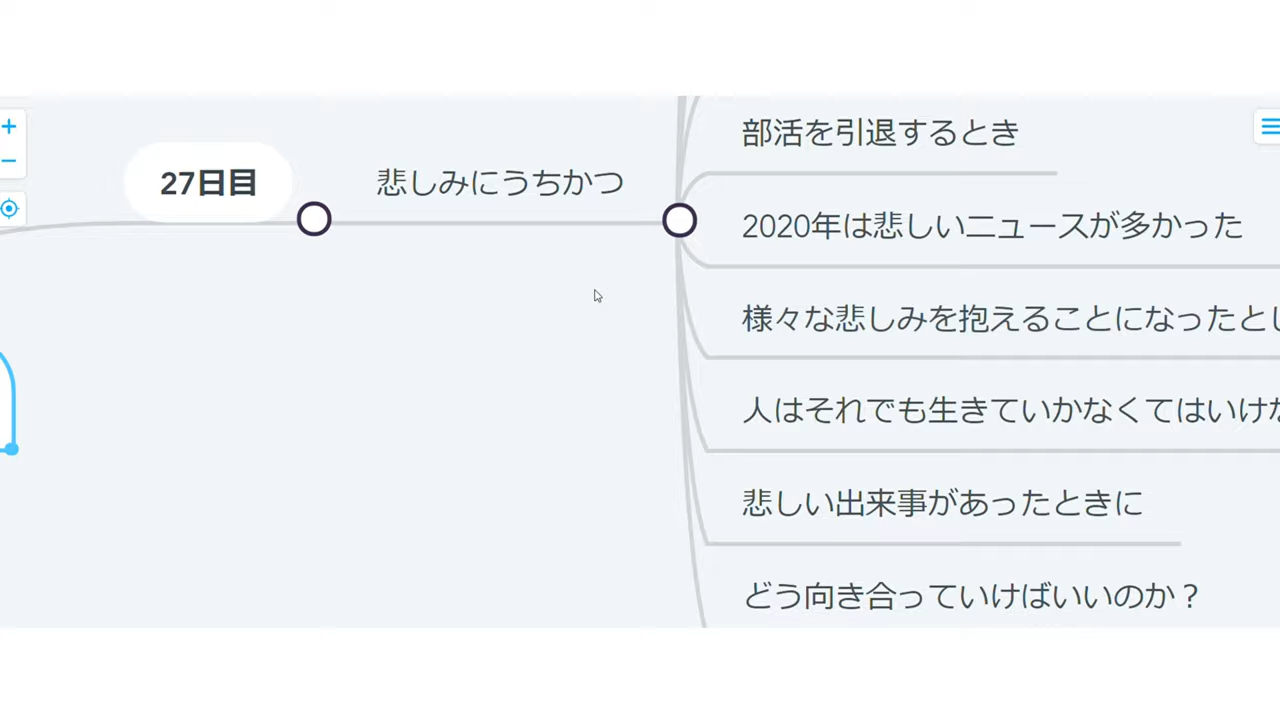 27日目
悲しみにうちかつ
部活を引退するとき
2020年は悲しいニュースが多かった
様々な悲しみを抱えることになったとし
人はそれでも生きていかなくてはいけ
悲しい出来事があったときに
どう向き合っていけばいいのか？